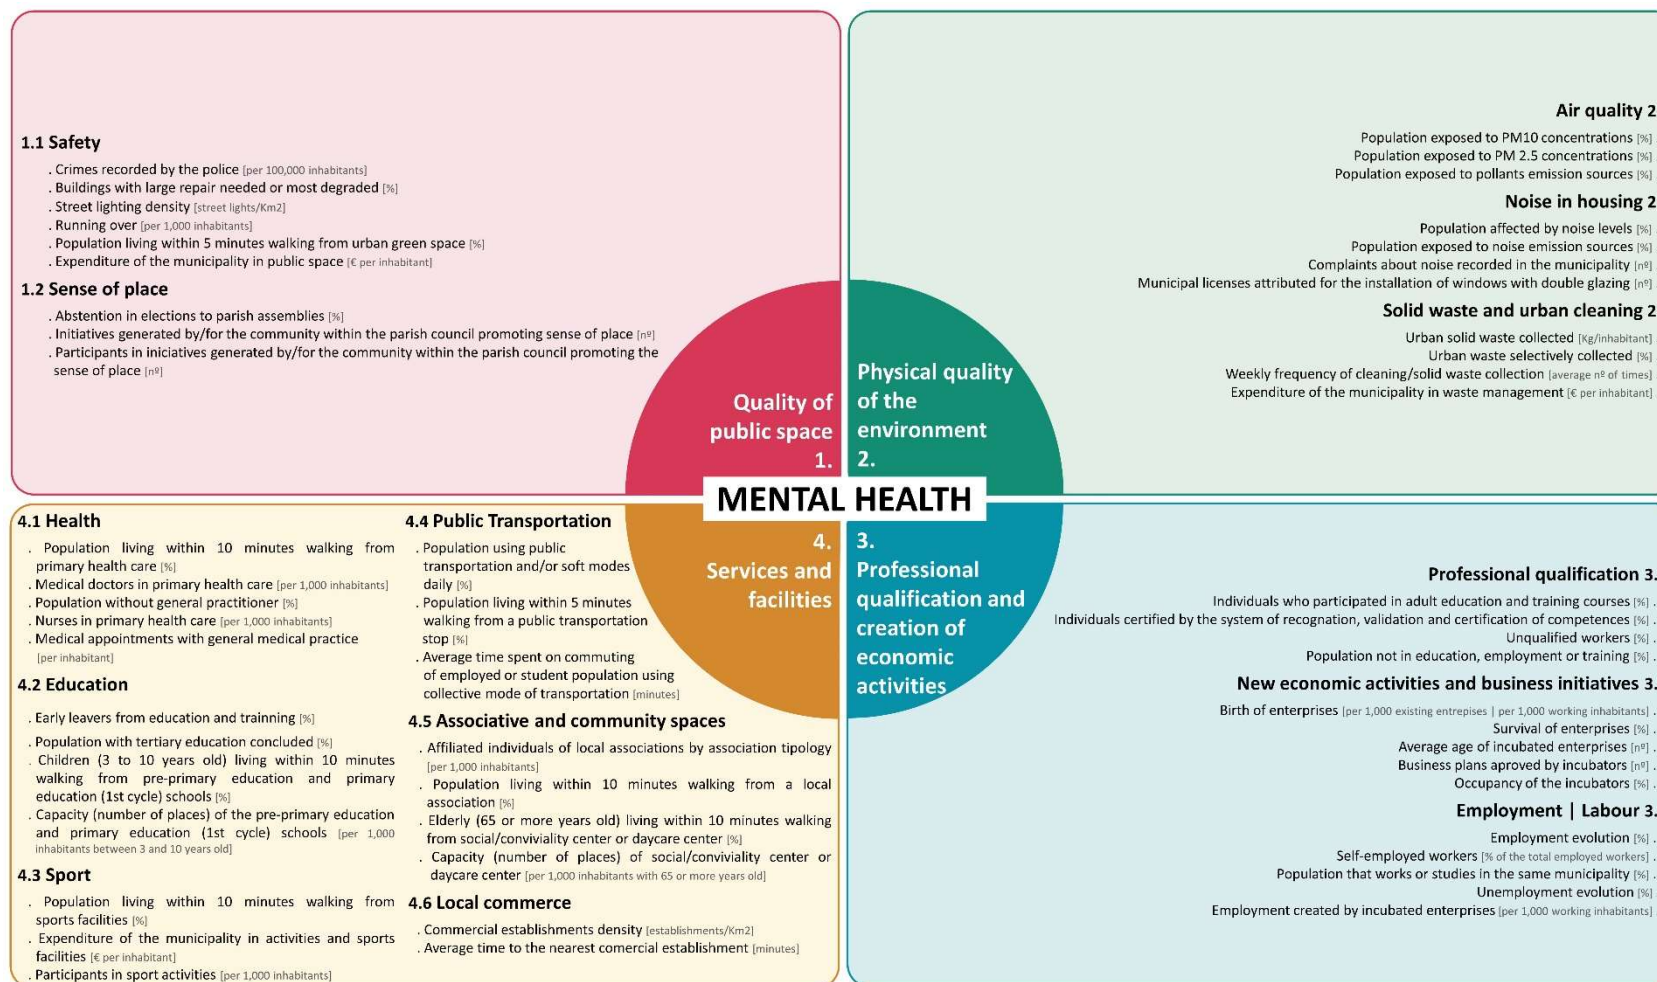 1.1 Safety
. Crimes recorded by the police [per 100,000 inhabitants]
. Buildings with large repair needed or most degraded [%]
. Street lighting density [street lights/Km2]
. Running over [per 1,000 inhabitants]
. Population living within 5 minutes walking from urban green space [%]
. Expenditure of the municipality in public space [€ per inhabitant]
1.2 Sense of place
. Abstention in elections to parish assemblies [%]
. Initiatives generated by/for the community within the parish council promoting sense of place [nº]
. Participants in iniciatives generated by/for the community within the parish council promoting the
sense of place [nº]
Quality of
public space
1.
Air quality 2
Population exposed to PM10 concentrations [%] .
Population exposed to PM 2.5 concentrations [%] .
Population exposed to pollants emission sources [%] .
Noise in housing 2
Population affected by noise levels [%] .
Population exposed to noise emission sources [%] .
Complaints about noise recorded in the municipality [nº] .
Municipal licenses attributed for the installation of windows with double glazing [nº] .
Solid waste and urban cleaning 2
Urban solid waste collected [Kg/inhabitant] .
Urban waste selectively collected [%] .
Weekly frequency of cleaning/solid waste collection [average nº of times] .
Expenditure of the municipality in waste management [€ per inhabitant] .
Physical quality
of the
environment
2.
MENTAL HEALTH
4.1 Health
. Population living within 10 minutes walking from
primary health care [%]
. Medical doctors in primary health care [per 1,000 inhabitants]
. Population without general practitioner [%]
. Nurses in primary health care [per 1,000 inhabitants]
. Medical appointments with general medical practice
[per inhabitant]
4.2 Education
. Early leavers from education and trainning [%]
. Population with tertiary education concluded [%]
. Children (3 to 10 years old) living within 10 minutes
walking from pre-primary education and primary
education (1st cycle) schools [%]
. Capacity (number of places) of the pre-primary education
and primary education (1st cycle) schools [per 1,000
inhabitants between 3 and 10 years old]
4.3 Sport
. Population living within 10 minutes walking from
sports facilities [%]
. Expenditure of the municipality in activities and sports
facilities [€ per inhabitant]
. Participants in sport activities [per 1,000 inhabitants]
4.4 Public Transportation
. Population using public
transportation and/or soft modes
daily [%]
. Population living within 5 minutes
walking from a public transportation
stop [%]
. Average time spent on commuting
of employed or student population using
collective mode of transportation [minutes]
4.5 Associative and community spaces
. Affiliated individuals of local associations by association tipology
[per 1,000 inhabitants]
. Population living within 10 minutes walking from a local
association [%]
. Elderly (65 or more years old) living within 10 minutes walking
from social/conviviality center or daycare center [%]
. Capacity (number of places) of social/conviviality center or
daycare center [per 1,000 inhabitants with 65 or more years old]
4.6 Local commerce
. Commercial establishments density [establishments/Km2]
. Average time to the nearest comercial establishment [minutes]
4.
Services and
facilities
3.
Professional
qualification and
creation of
economic
activities
Professional qualification 3.
Individuals who participated in adult education and training courses [%] .
Individuals certified by the system of recognation, validation and certification of competences [%] .
Unqualified workers [%] .
Population not in education, employment or training [%] .
New economic activities and business initiatives 3.
Birth of enterprises [per 1,000 existing entrepises | per 1,000 working inhabitants] .
Survival of enterprises [%] .
Average age of incubated enterprises [nº] .
Business plans aproved by incubators [nº] .
Occupancy of the incubators [%] .
Employment | Labour 3.
Employment evolution [%] .
Self-employed workers [% of the total employed workers] .
Population that works or studies in the same municipality [%] .
Unemployment evolution [%] .
Employment created by incubated enterprises [per 1,000 working inhabitants] .